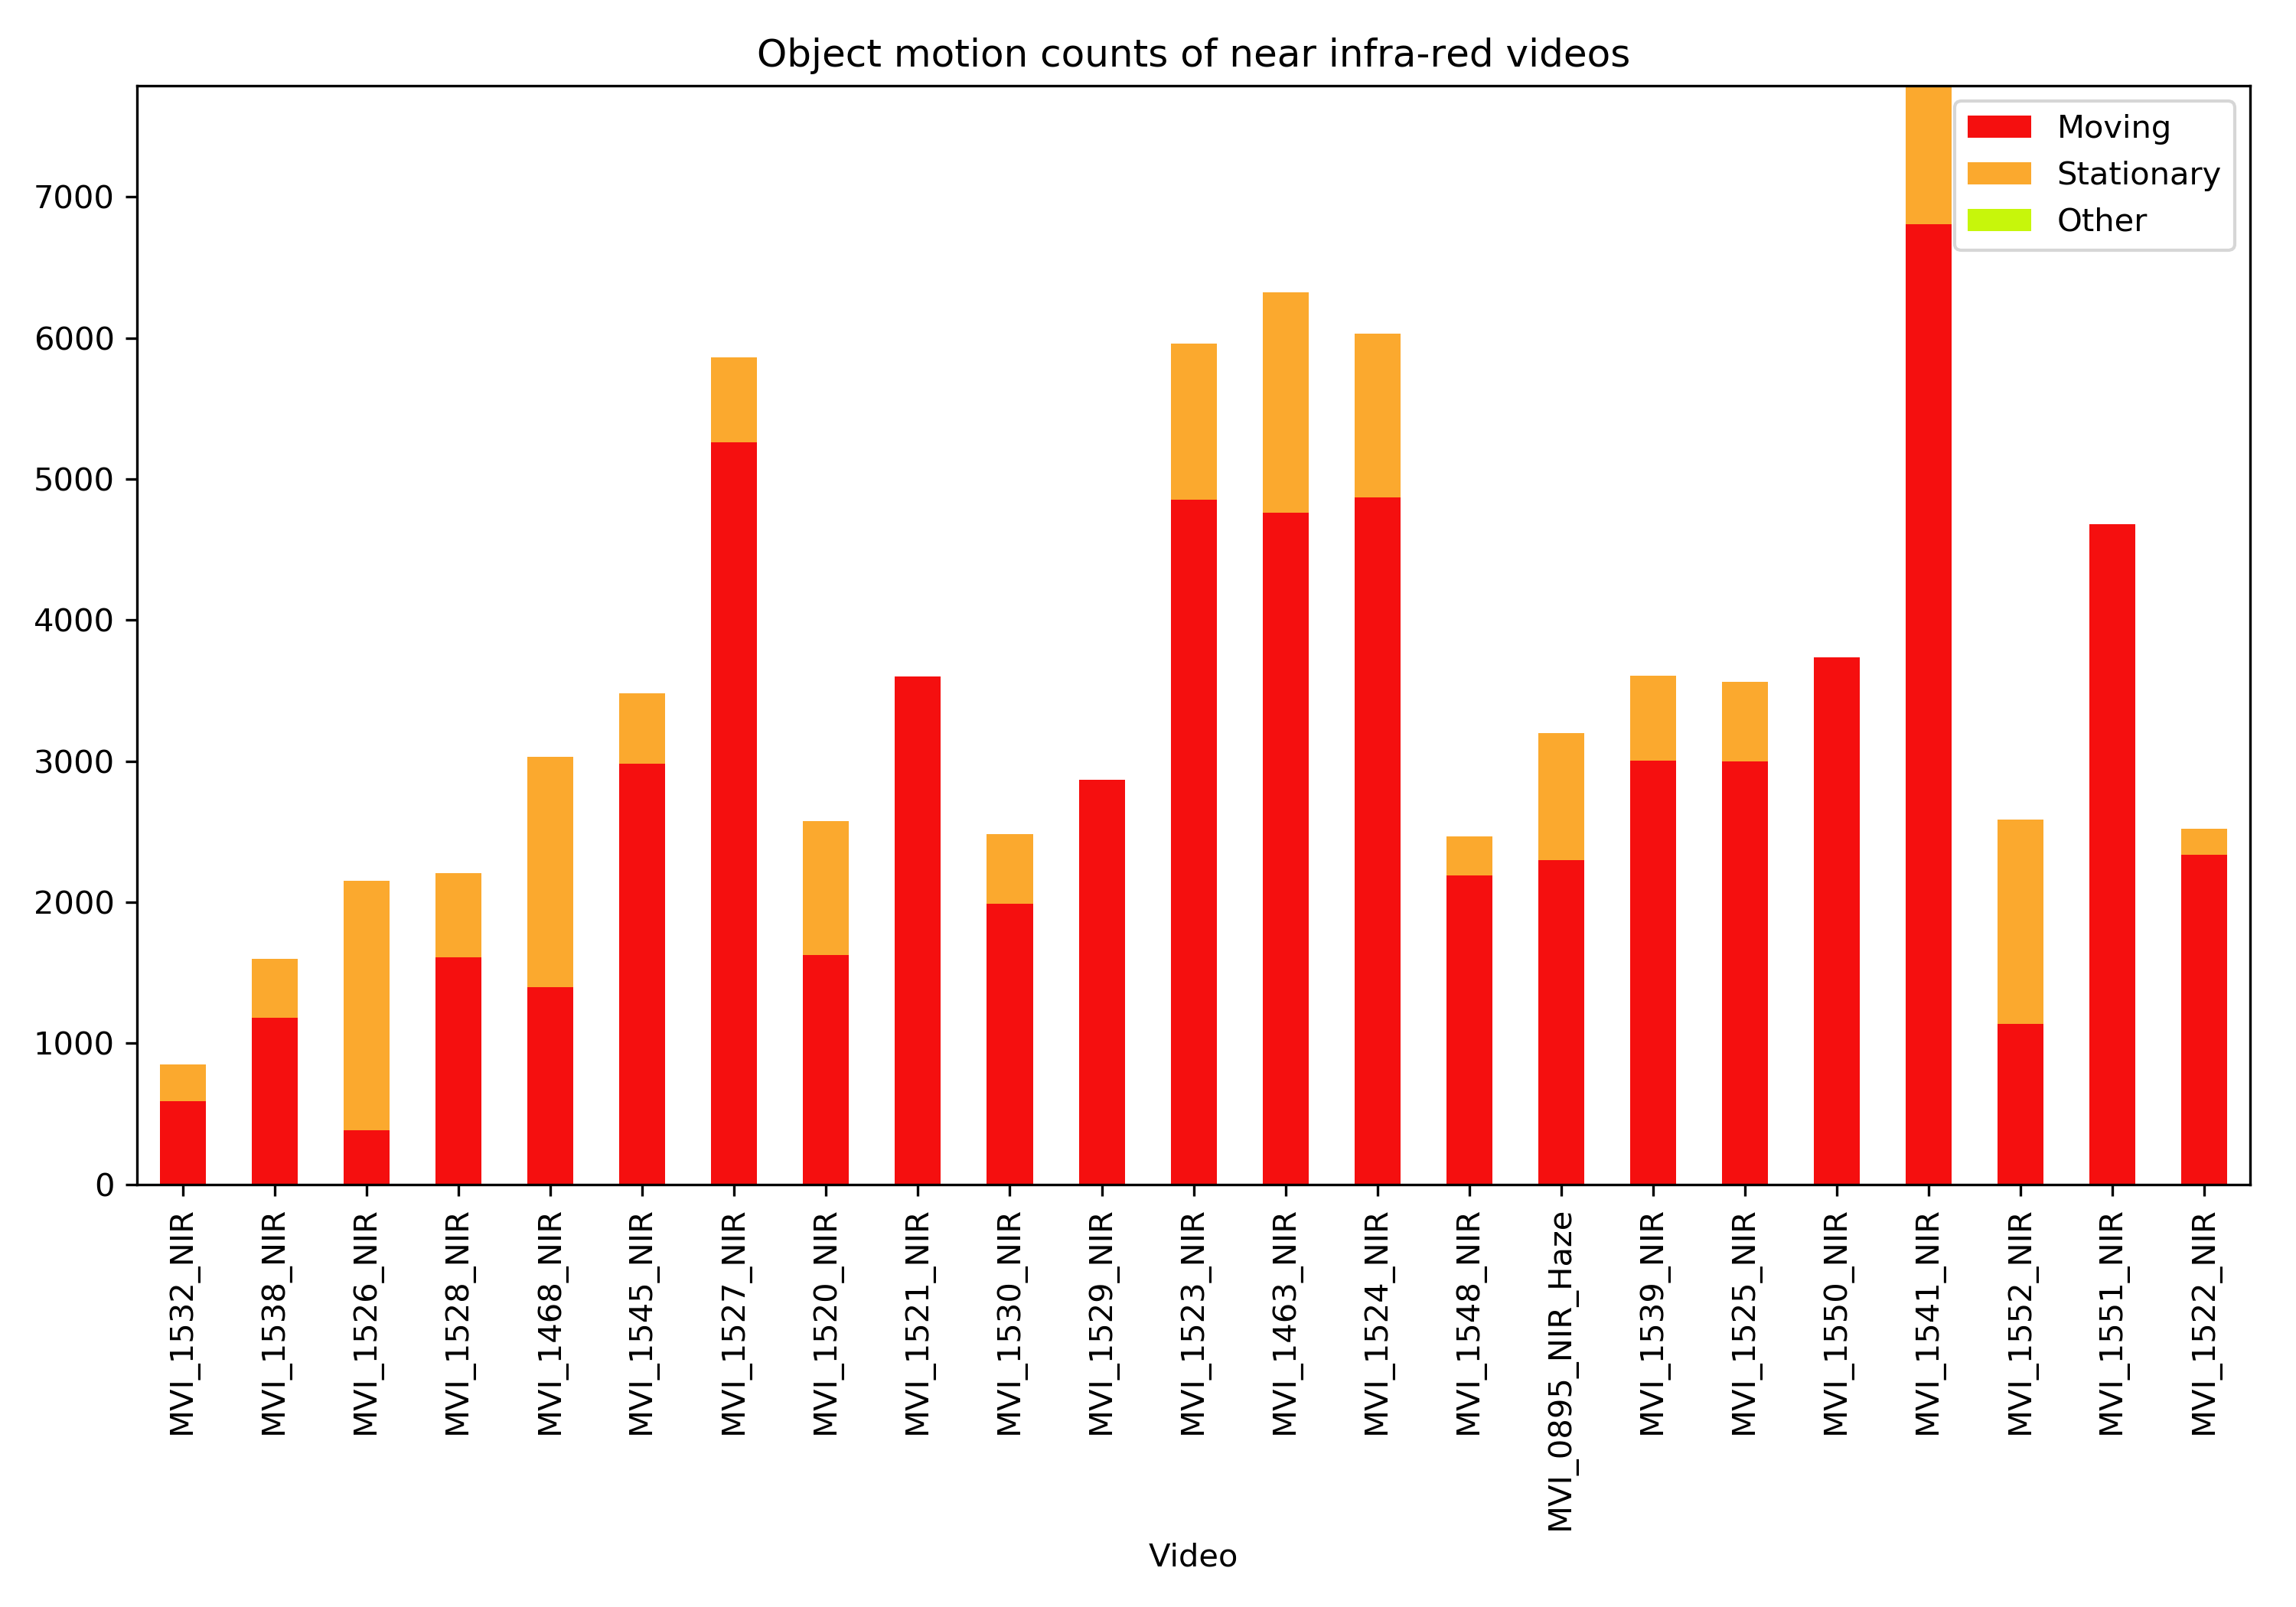 Object motion counts of near infra-red videos
Moving
Stationary
Other
7000
6000
5000
4000
3000
2000
1000
0
MVI_1532_NIR
MVI_1538_NIR
MVI_1526_NIR
MVI_1528_NIR
MVI_1468_NIR
MVI_1545_NIR
MVI_1527_NIR
MVI_1520_NIR
MVI_1521_NIR
MVI_1530_NIR
MVI_1529_NIR
MVI_1523_NIR
MVI_1463_NIR
MVI_1524_NIR
MVI_1548_NIR
MVI_0895_NIR_Haze
MVI_1539_NIR
MVI_1525_NIR
MVI_1550_NIR
MVI_1541_NIR
MVI_1552_NIR
MVI_1551_NIR
MVI_1522_NIR
Video